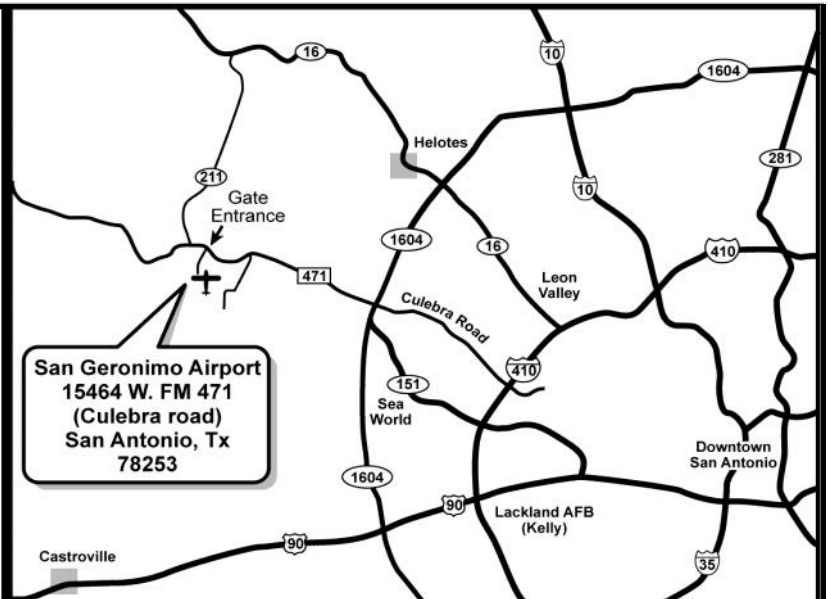 16
10
1604
Helotes
281
211
10
Gate
Entrance
1604
16
410
471
Leon
Valley
Culebra Road
San Geronimo Airport
15464 W. FM 471
(Culebra road)
San Antonio, Tx
78253
410
151
Sea
World
Downtown
San Antonio
1604
90
Lackland AFB
(Kelly)
90
Castroville
35